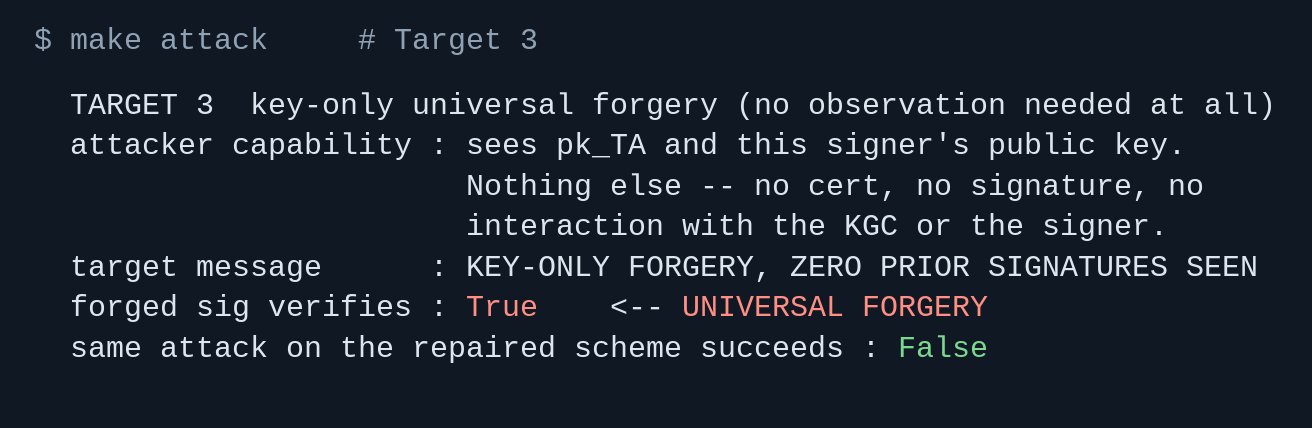 $ make attack     # Target 3
TARGET 3  key-only universal forgery (no observation needed at all)
attacker capability : sees pk_TA and this signer's public key.
Nothing else -- no cert, no signature, no
interaction with the KGC or the signer.
target message      : KEY-ONLY FORGERY, ZERO PRIOR SIGNATURES SEEN
forged sig verifies : True    <-- UNIVERSAL FORGERY
same attack on the repaired scheme succeeds : False